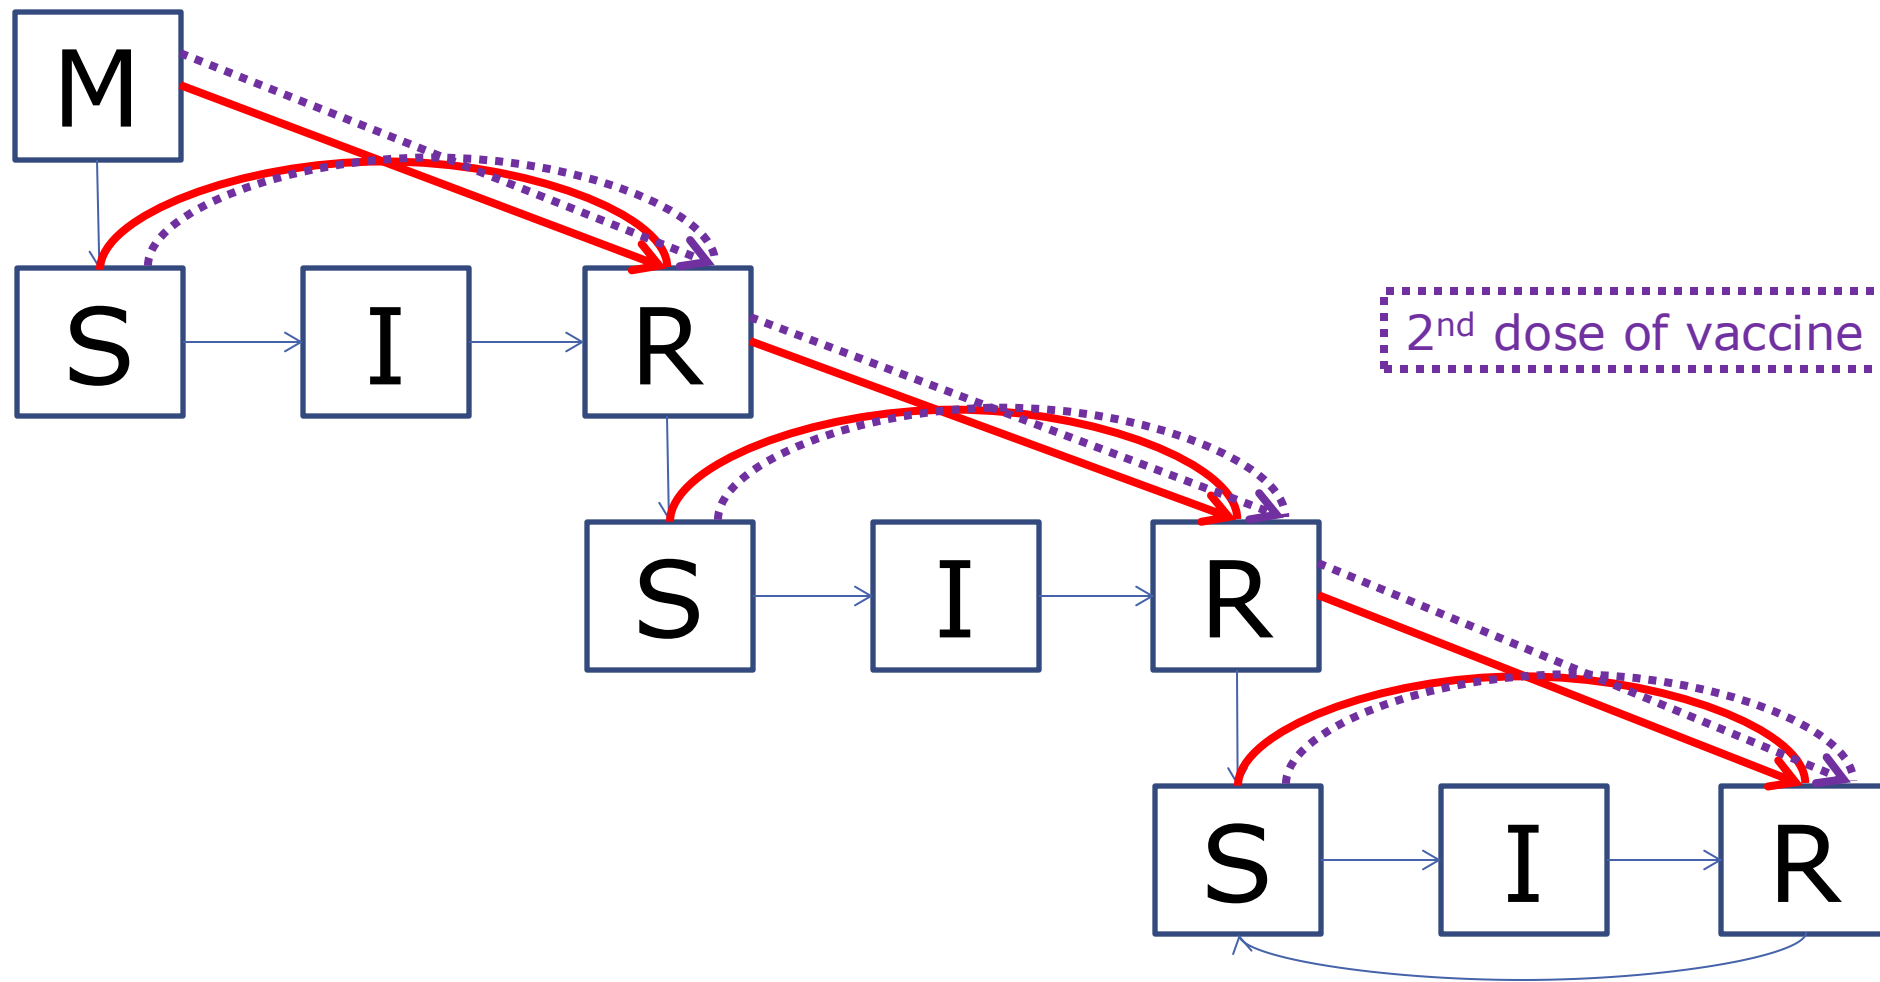 M
S I R
2nd dose of vaccine
S I R
S I R